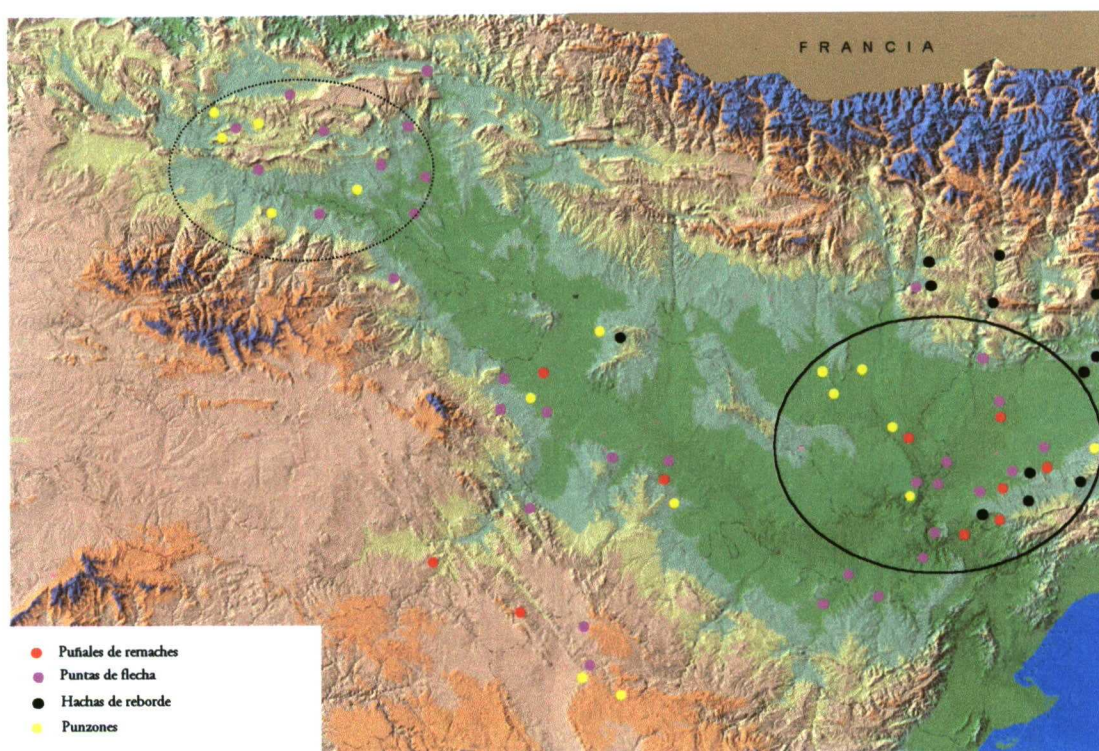 FRANCIA
Puñales de remaches
Puntas de flecha
Hachas de reborde
Punzones